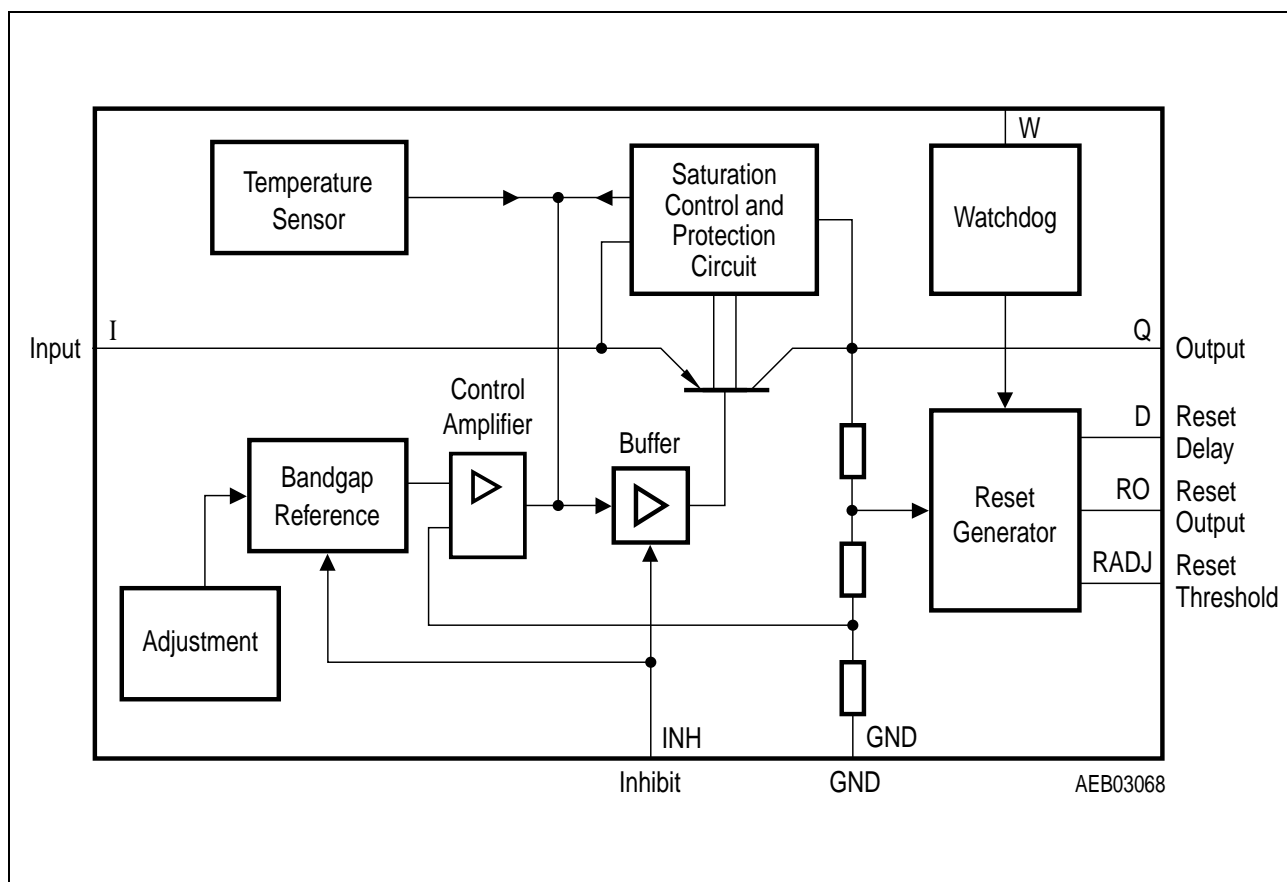 W
Temperature
Sensor
Saturation
Control and
Protection
Circuit
Watchdog
Input
I
Q
Output
Control
Amplifier
Buffer
Bandgap
Reference
Reset
Generator
D
Reset
Delay
RO
Reset
Output
RADJ
Reset
Threshold
Adjustment
INH
GND
Inhibit
GND
AEB03068